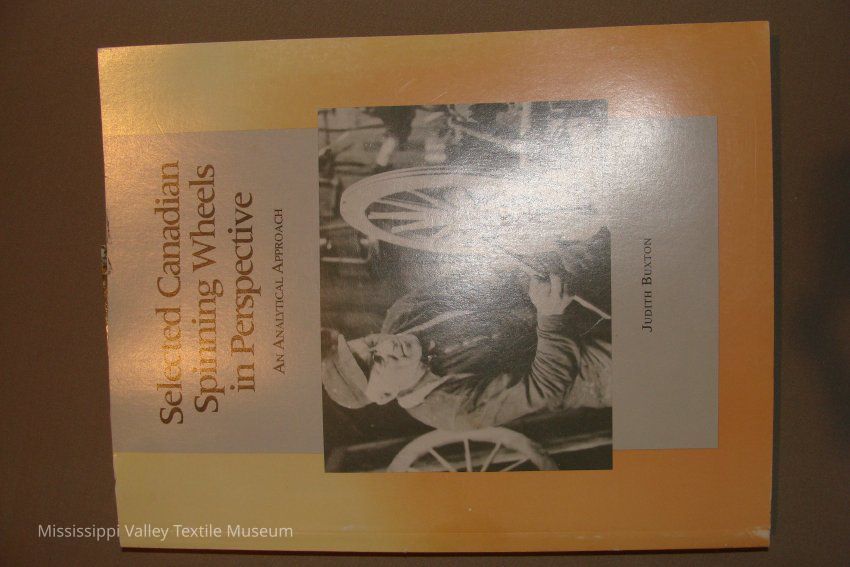 Selected Canadian
Spinning Wheels
in Perspective
AN ANALYTICAL APPROACH
JUDITH BUXTON
Mississippi Valley Textile Museum